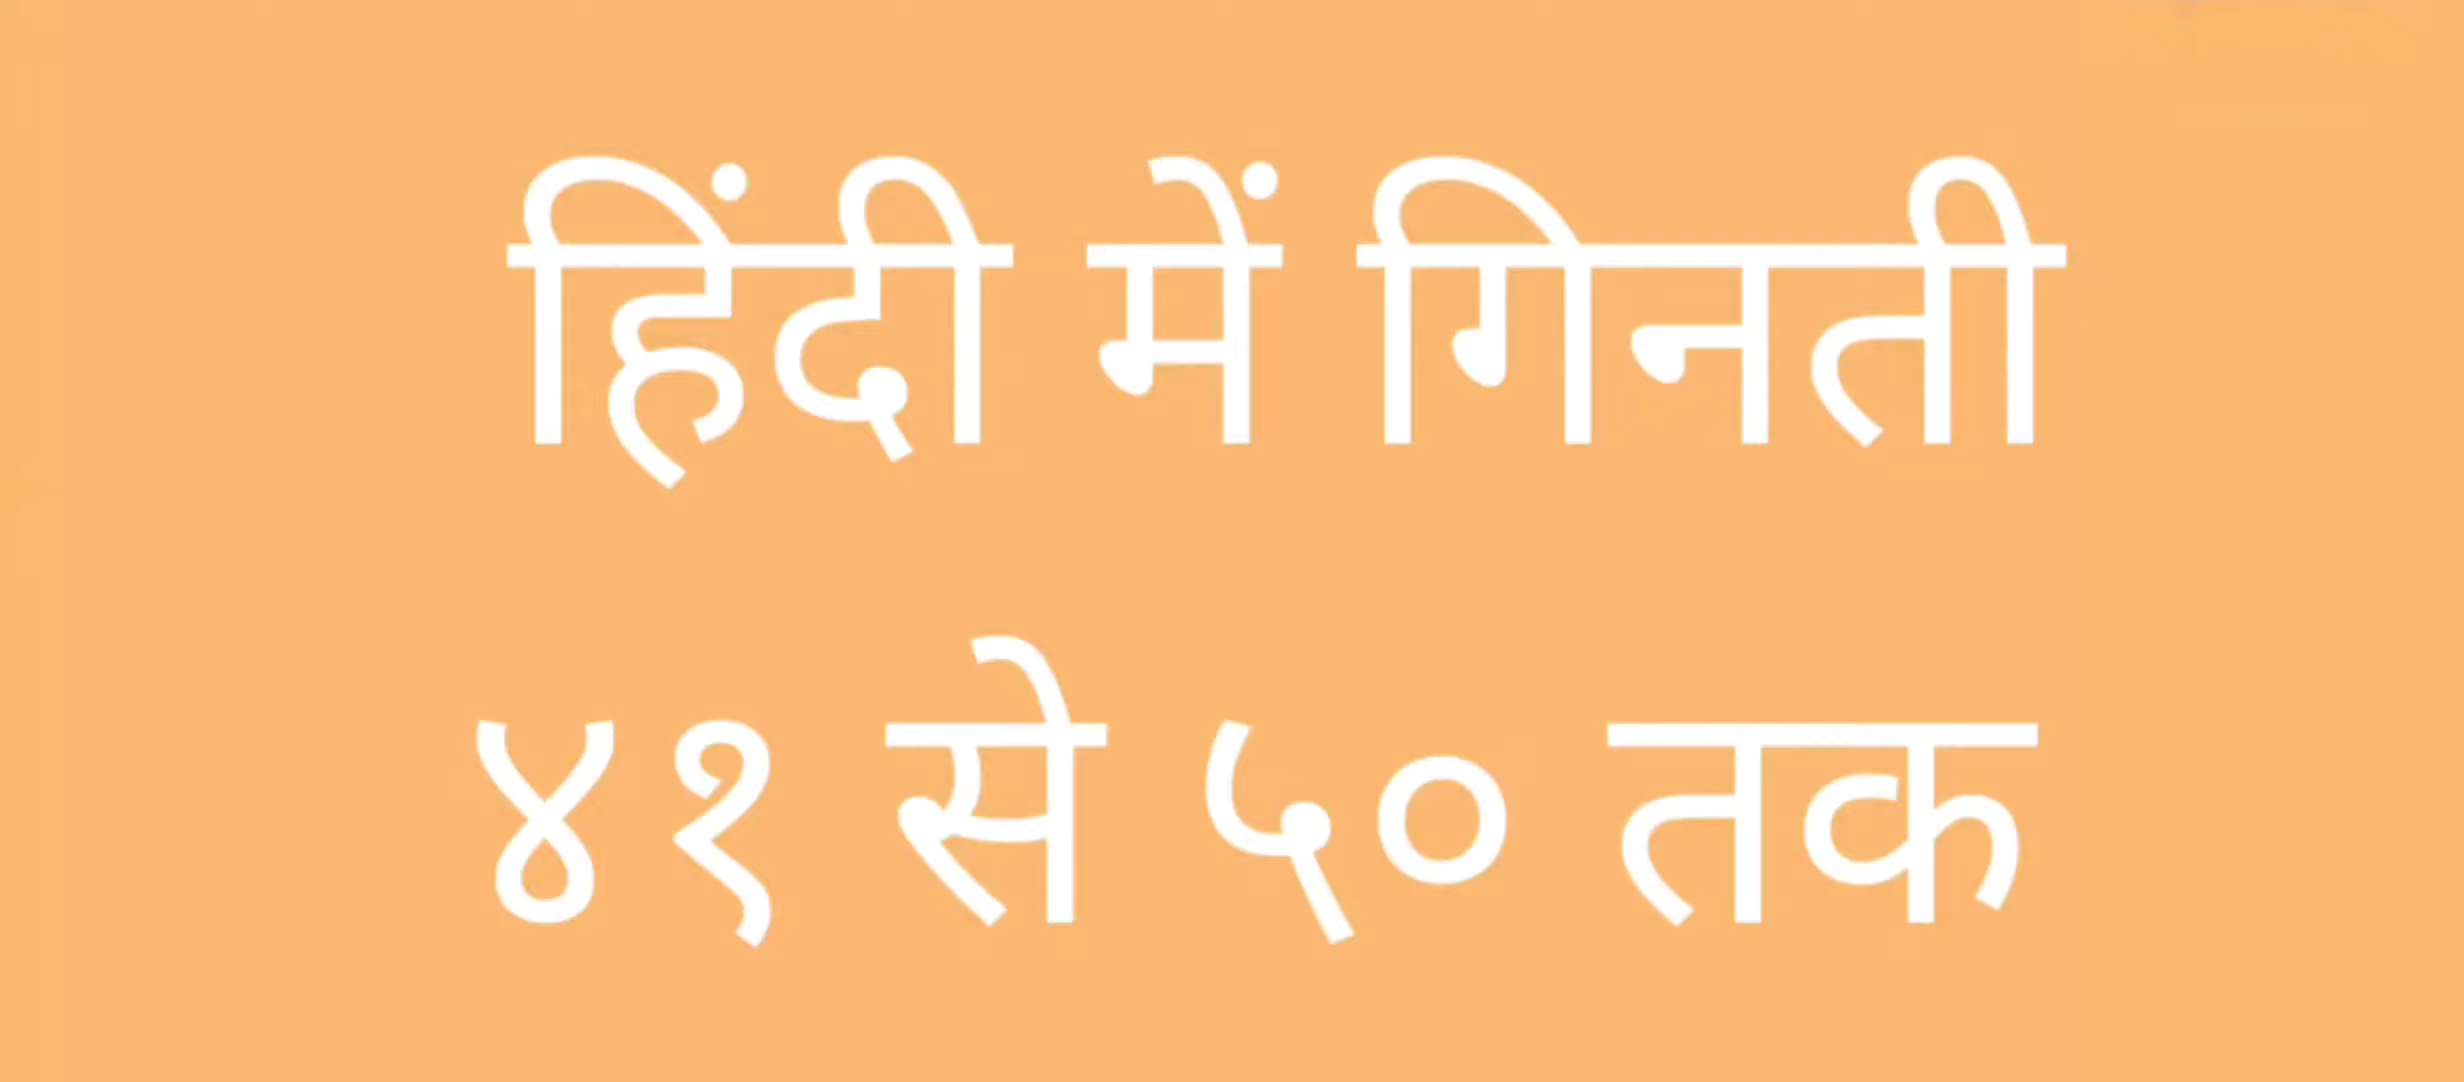 हिंदी में गिनती
४१ से ५० तक